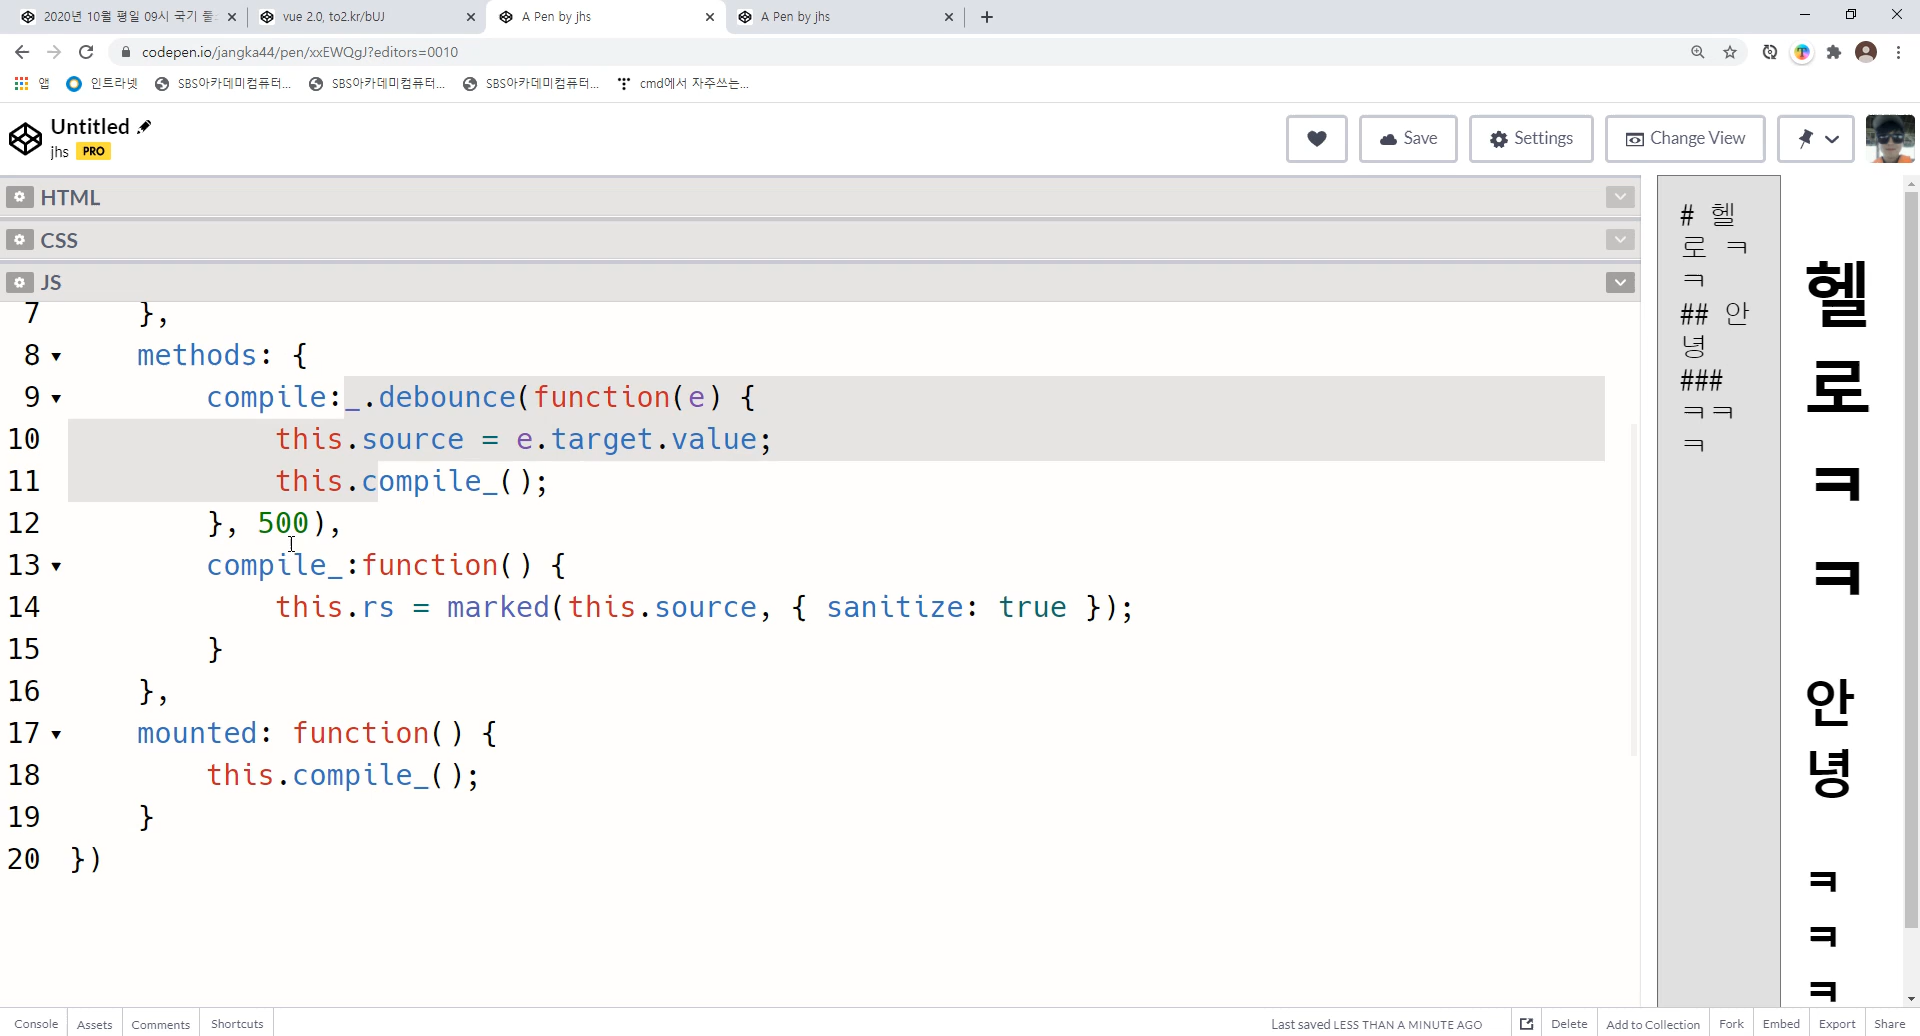 2020년 10월 평일 09시 국기
vue 2.0, to2.kr/bUJ
A Pen by jhs
A Pen by jhs
codepen.io/jangka44/pen/xxEWQgJ?editors=0010
앱
인트라넷
SBS아카데미컴퓨터...
SBS아카데미컴퓨터...
SBS아카데미컴퓨터...
cmd에서 자주쓰는...
Untitled
jhs PRO
Save
Settings
Change View
HTML
CSS
JS
7 },
8 methods: {
9 compile:_.debounce(function(e) {
10 this.source = e.target.value;
11 this.compile_();
12 }, 500),
13 compile_:function() {
14 this.rs = marked(this.source, { sanitize: true });
15 }
16 },
17 mounted: function() {
18 this.compile_();
19 }
20 })
# 헬
로 ㅋ
ㅋ
## 안
녕
###
ㅋㅋ
ㅋ
헬
로
ㅋ
ㅋ
안
녕
ㅋ
ㅋ
ㅋ
Console
Assets
Comments
Shortcuts
Last saved LESS THAN A MINUTE AGO
Delete
Add to Collection
Fork
Embed
Export
Share